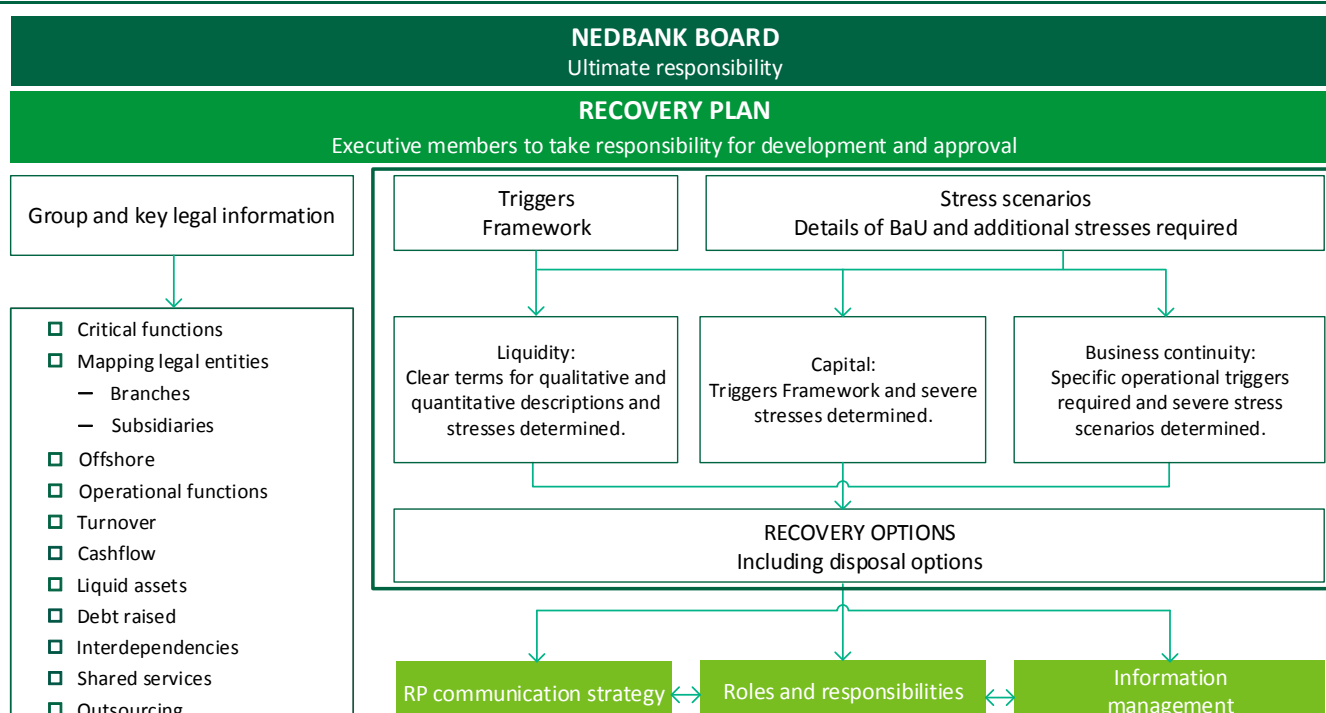 NEDBANK BOARD
Ultimate responsibility
RECOVERY PLAN
Executive members to take responsibility for development and approval
Group and key legal information
Triggers
Framework
Stress scenarios
Details of BaU and additional stresses required
Critical functions
Mapping legal entities
– Branches
– Subsidiaries
Offshore
Operational functions
Turnover
Cashflow
Liquid assets
Debt raised
Interdependencies
Shared services
Outsourcing
Liquidity:
Clear terms for qualitative and
quantitative descriptions and
stresses determined.
Capital:
Triggers Framework and severe
stresses determined.
Business continuity:
Specific operational triggers
required and severe stress
scenarios determined.
RECOVERY OPTIONS
Including disposal options
RP communication strategy
Roles and responsibilities
Information
management